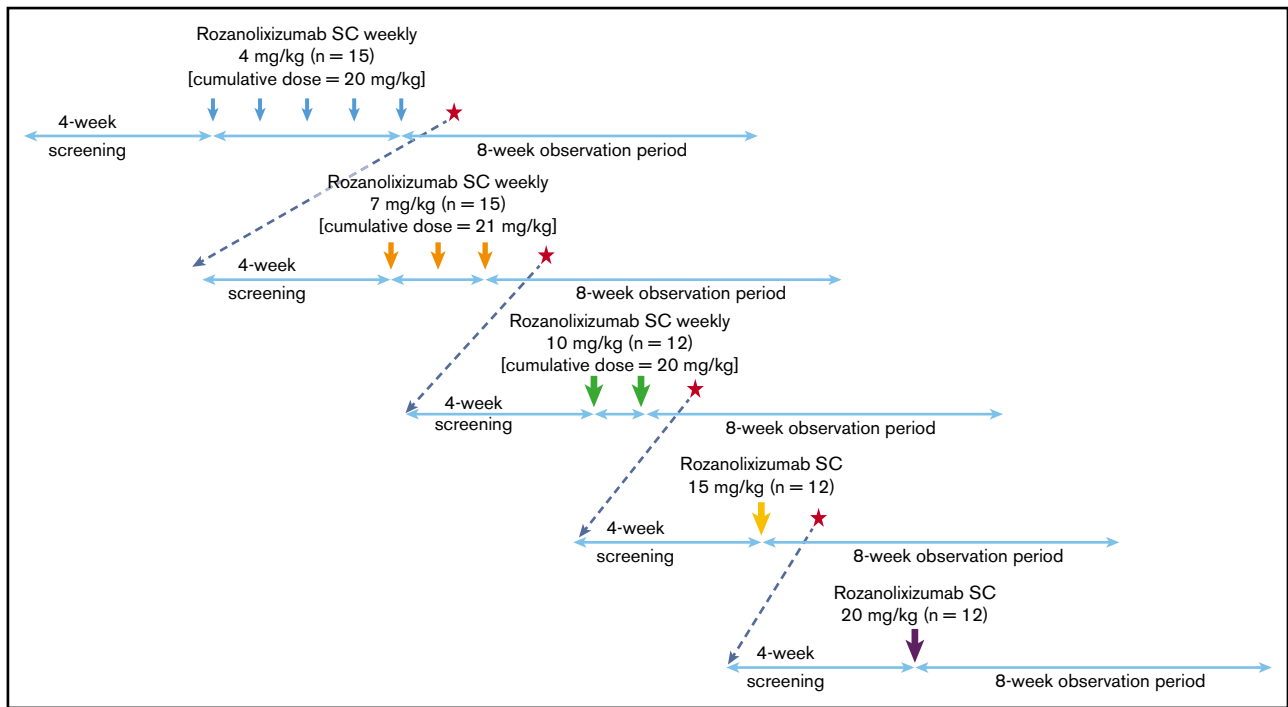 Rozanolixizumab SC weekly
4 mg/kg (n = 15)
[cumulative dose = 20 mg/kg]
4-week
screening
8-week observation period
Rozanolixizumab SC weekly
7 mg/kg (n = 15)
[cumulative dose = 21 mg/kg]
4-week
screening
8-week observation period
Rozanolixizumab SC weekly
10 mg/kg (n = 12)
[cumulative dose = 20 mg/kg]
4-week
screening
8-week observation period
Rozanolixizumab SC
15 mg/kg (n = 12)
4-week
screening
8-week observation period
Rozanolixizumab SC
20 mg/kg (n = 12)
4-week
screening
8-week observation period